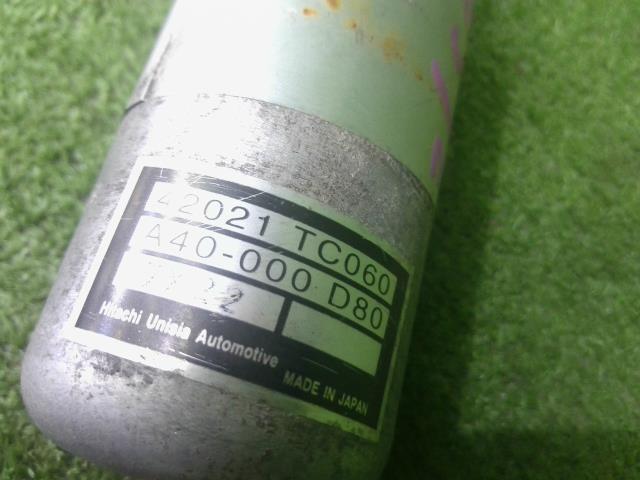 42021 TC060
A40-000 D80
Hitachi Unisia Automotive
MADE IN JAPAN